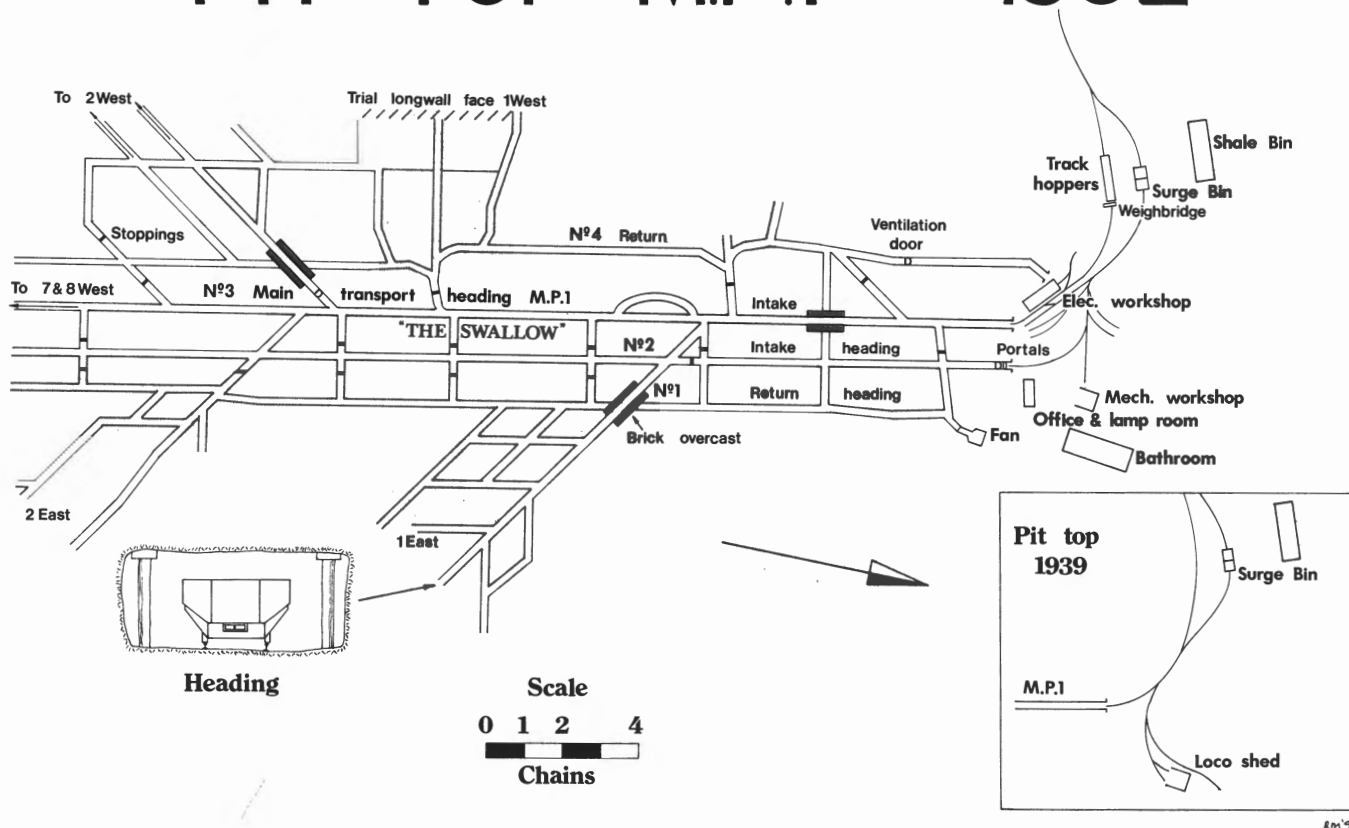 To 2West
Trial longwall face 1West
Shale Bin
Track
hoppers
Surge Bin
Weighbridge
Ventilation
door
Stoppings
Nº4 Return
To 7&8 West
Nº3 Main transport heading M.P.1
Intake
Elec. workshop
"THE SWALLOW"
Nº2
Intake heading
Portals
Nº1
Return heading
Mech. workshop
Office & lamp room
Brick overcast
Fan
Bathroom
2 East
1East
Pit top
1939
Surge Bin
Heading
Scale
0 1 2 4
Chains
M.P.1
Loco shed